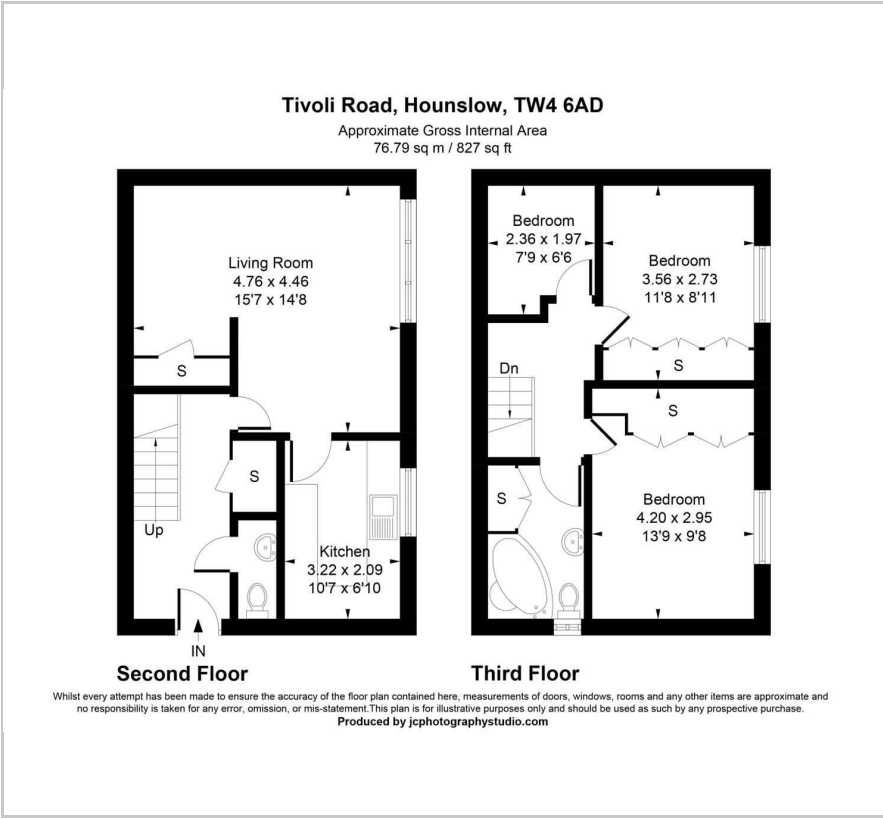 Tivoli Road, Hounslow, TW4 6AD
Approximate Gross Internal Area
76.79 sq m / 827 sq ft
Living Room
4.76 x 4.46
15'7 x 14'8
S
Up
S
Kitchen
3.22 x 2.09
10'7 x 6'10
IN
Second Floor
Bedroom
2.36 x 1.97
7'9 x 6'6
Bedroom
3.56 x 2.73
11'8 x 8'11
S
Dn
S
S
Bedroom
4.20 x 2.95
13'9 x 9'8
Third Floor
Whilst every attempt has been made to ensure the accuracy of the floor plan contained here, measurements of doors, windows, rooms and any other items are approximate and
no responsibility is taken for any error, omission, or mis-statement.This plan is for illustrative purposes only and should be used as such by any prospective purchase.
Produced by jcphotographystudio.com